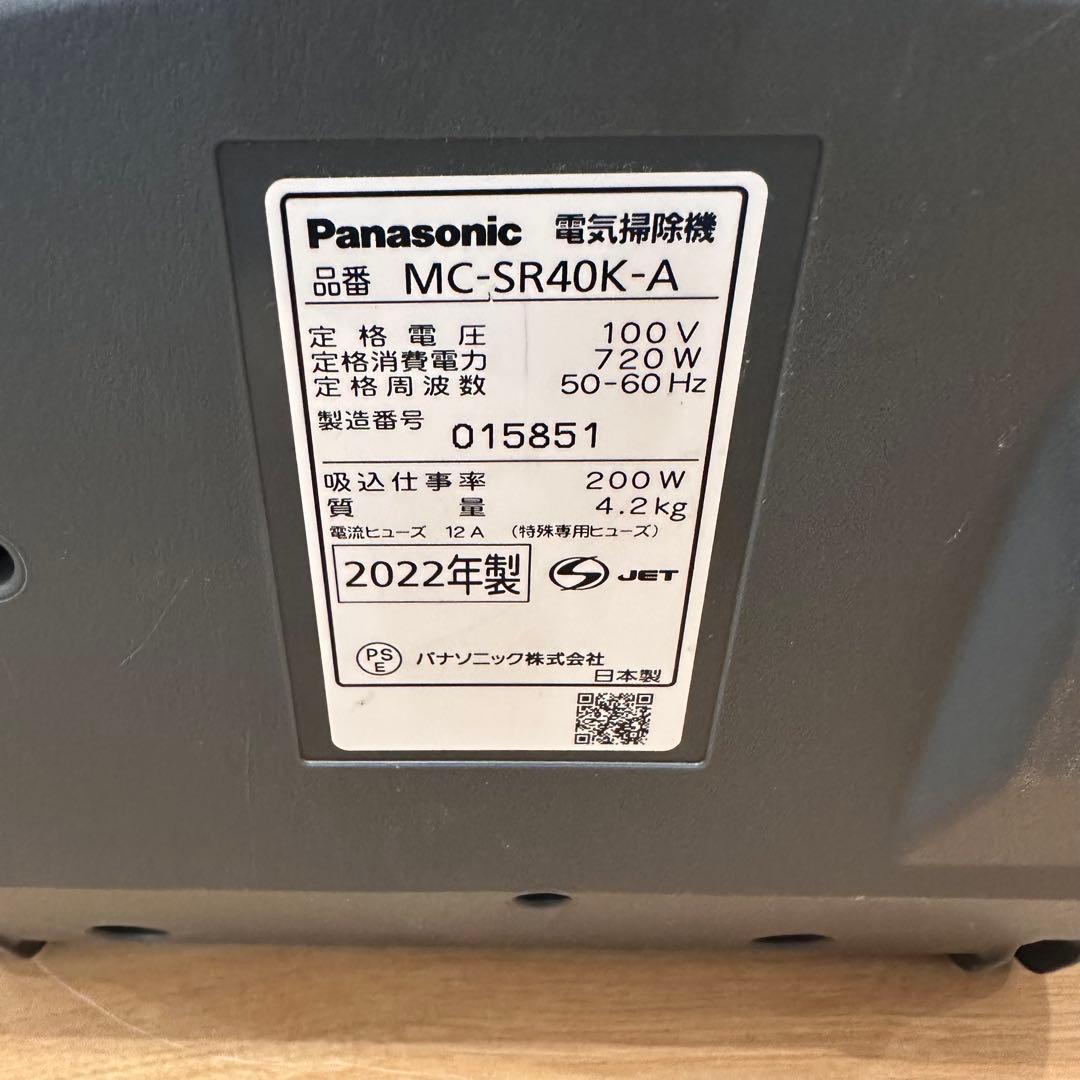 Panasonic 電気掃除機
品番 MC-SR40K-A
定格電圧 100V
定格消費電力 720W
定格周波数 50-60Hz
製造番号 015851
吸込仕事率 200W
質量 4.2kg
電流ヒューズ 12A (特殊専用ヒューズ)
2022年製 S JET
PSE パナソニック株式会社
日本製